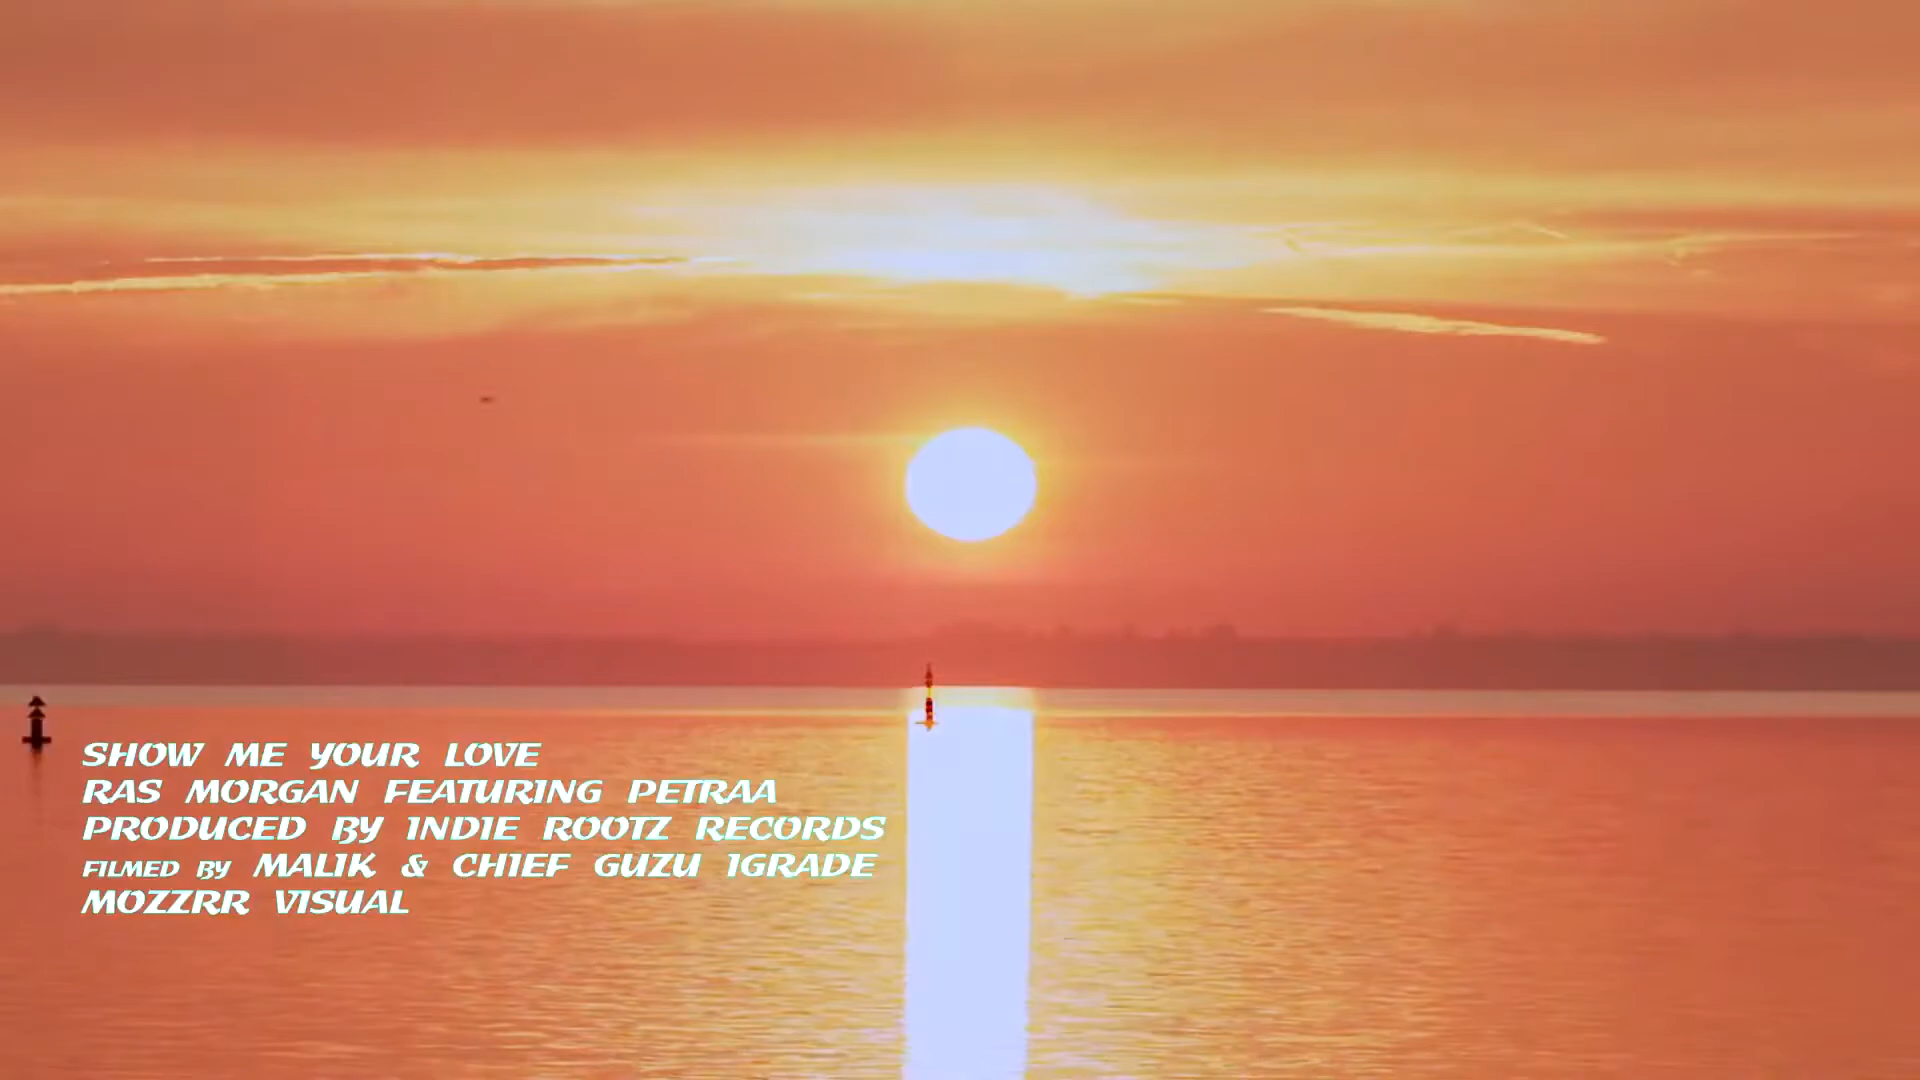 SHOW ME YOUR LOVE
RAS MORGAN FEATURING PETRAA
PRODUCED BY INDIE ROOTZ RECORDS
FILMED BY MALIK & CHIEF GUZU IGRADE
MOZZRR VISUAL